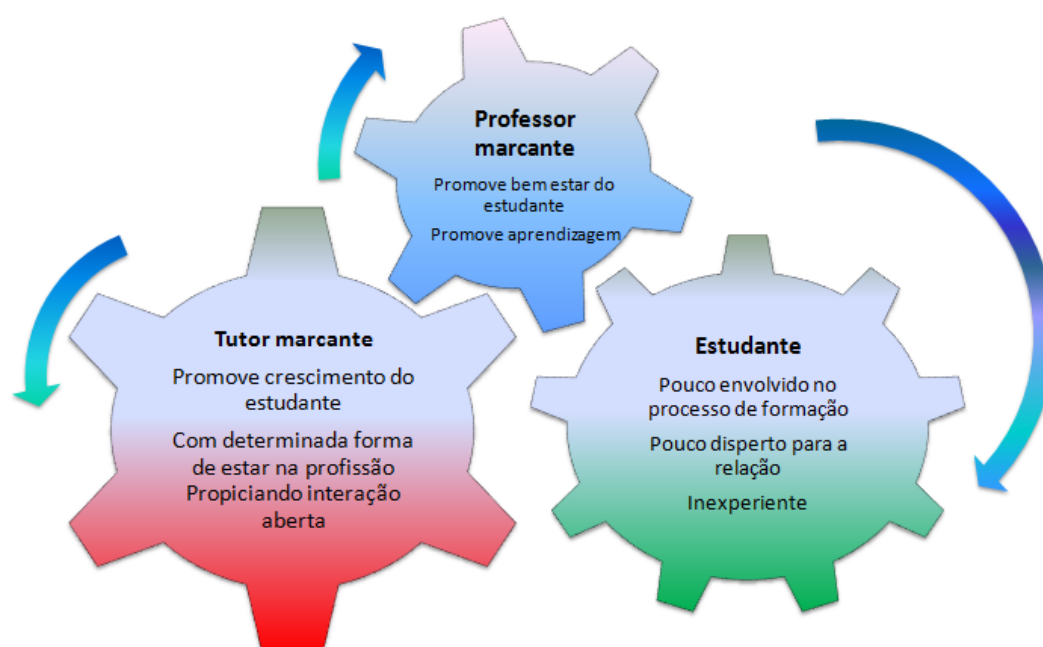 Professor
marcante
Promove bem estar do
estudante
Promove aprendizagem
Tutor marcante
Promove crescimento do
estudante
Com determinada forma
de estar na profissão
Propiciando interação
aberta
Estudante
Pouco envolvido no
processo de formação
Pouco disperto para a
relação
Inexperiente